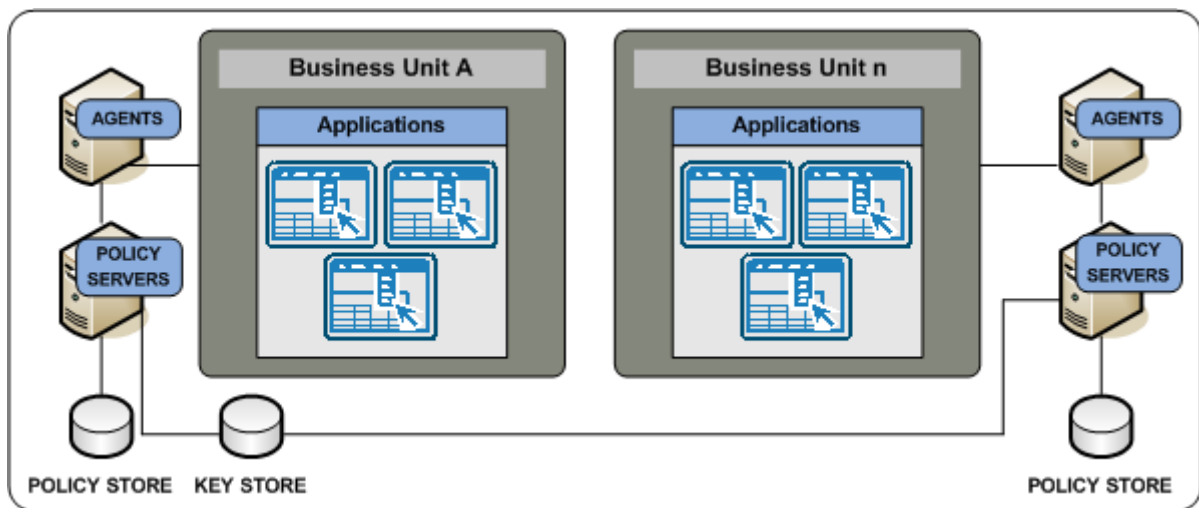 Business Unit A
Business Unit n
AGENTS
Applications
Applications
AGENTS
POLICY
SERVERS
POLICY
SERVERS
POLICY STORE
KEY STORE
POLICY STORE